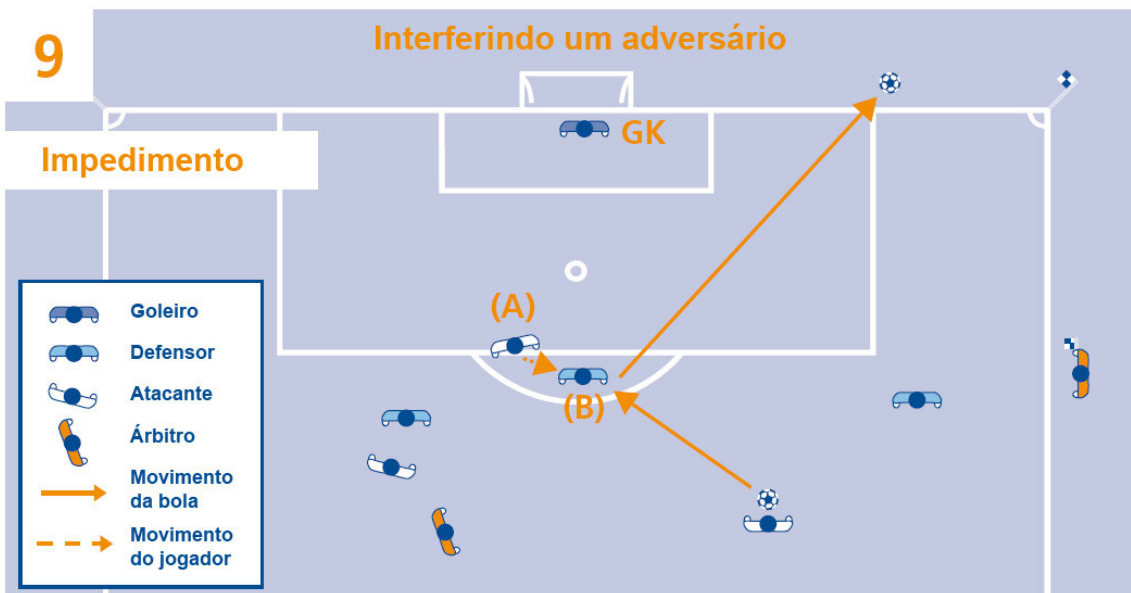 9
Interferindo um adversário
GK
Impedimento
(A)
(B)
Goleiro
Defensor
Atacante
Árbitro
Movimento
da bola
Movimento
do jogador